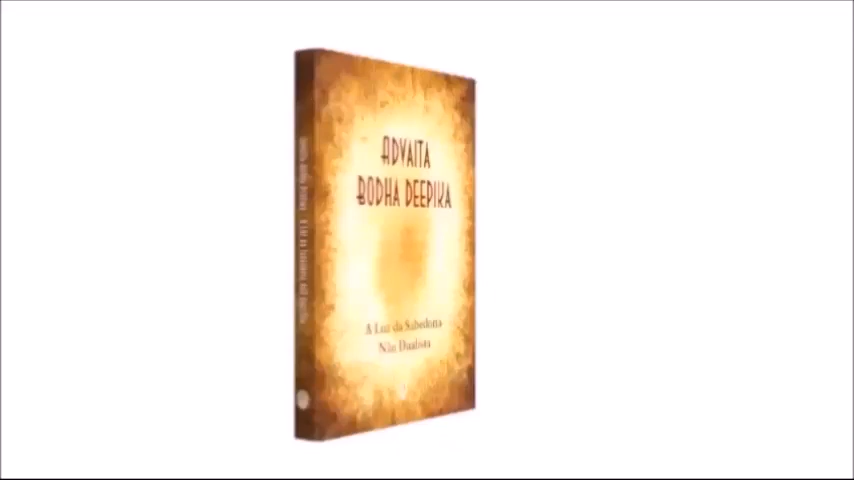 ADVAITA
BODHA DEEPIKA
A Luz da Sabedoria
Não Dualista